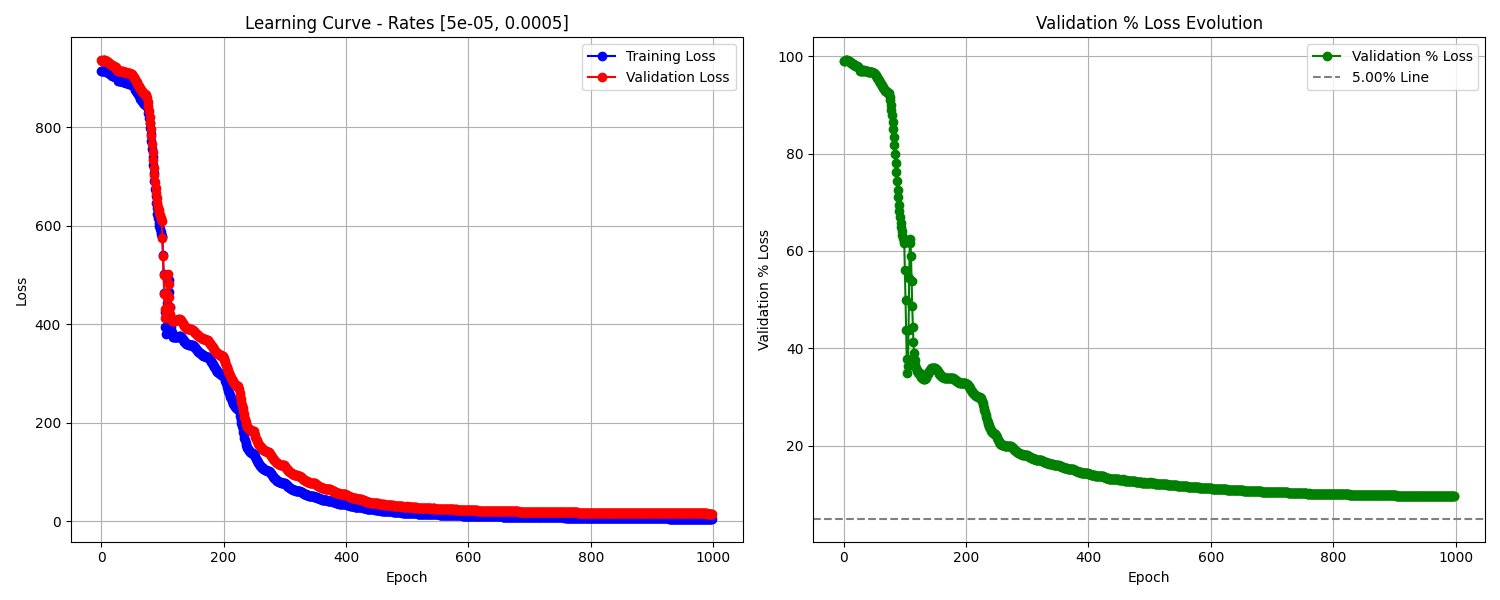 Learning Curve - Rates [5e-05, 0.0005]
Training Loss
Validation Loss
Loss
800
600
400
200
0
0 200 400 600 800 1000
Epoch
Validation % Loss Evolution
Validation % Loss
5.00% Line
Validation % Loss
100
80
60
40
20
0 200 400 600 800 1000
Epoch